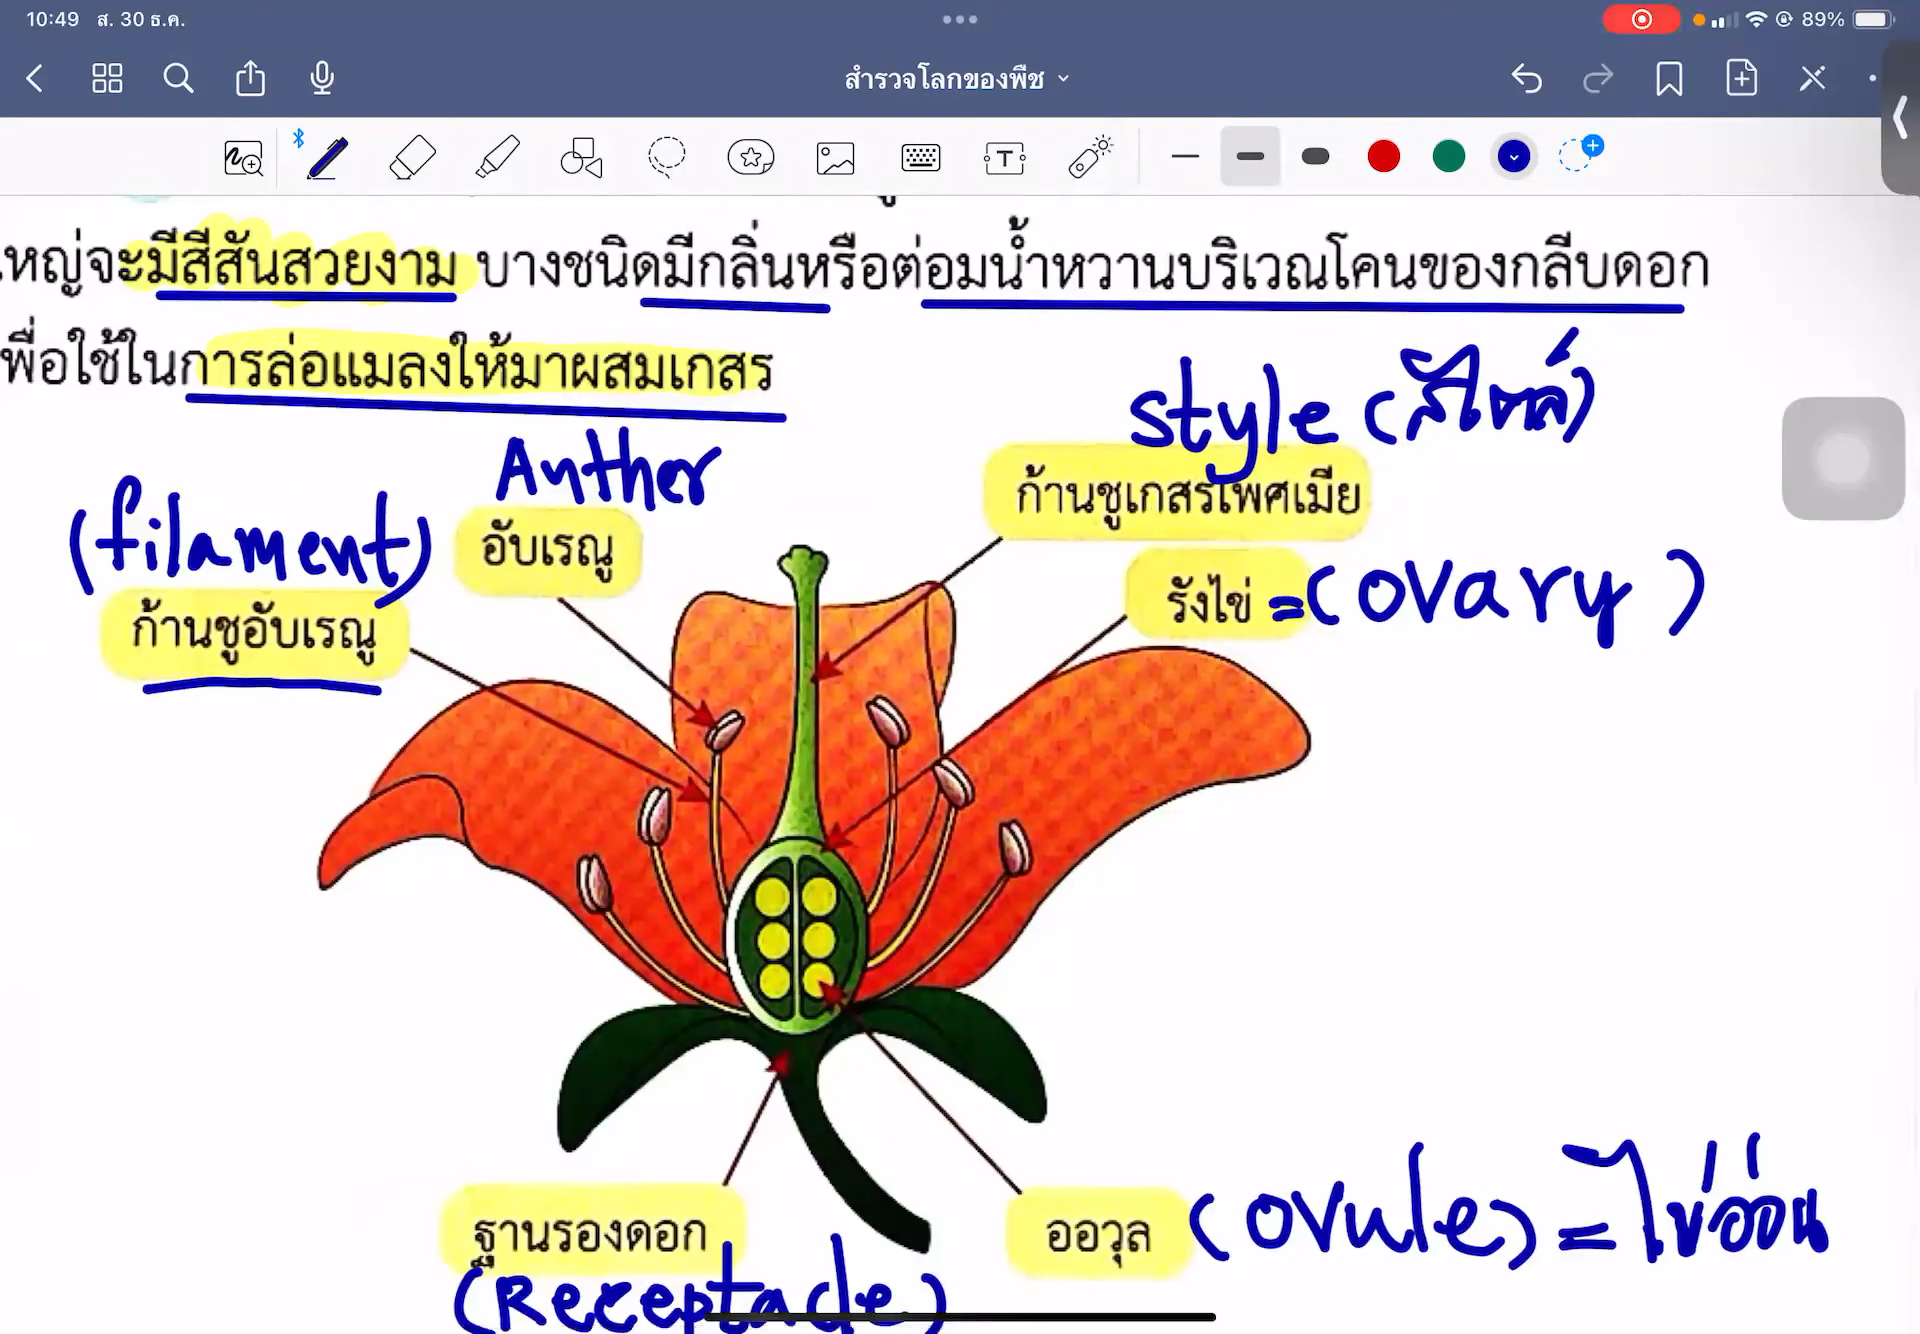 10:49 ส. 30 ธ.ค.
89%
สำรวจโลกของพืช
หญ่จะมีสีสันสวยงาม บางชนิดมีกลิ่นหรือต่อมน้ำหวานบริเวณโคนของกลีบดอก
พื่อใช้ในการล่อแมลงให้มาผสมเกสร
style (สไตล์)
Anther
ก้านชูเกสรเพศเมีย
(filament)
อับเรณู
รังไข่ =(ovary)
ก้านชูอับเรณู
ฐานรองดอก
ออวุล (ovule) = ไข่อ่อน